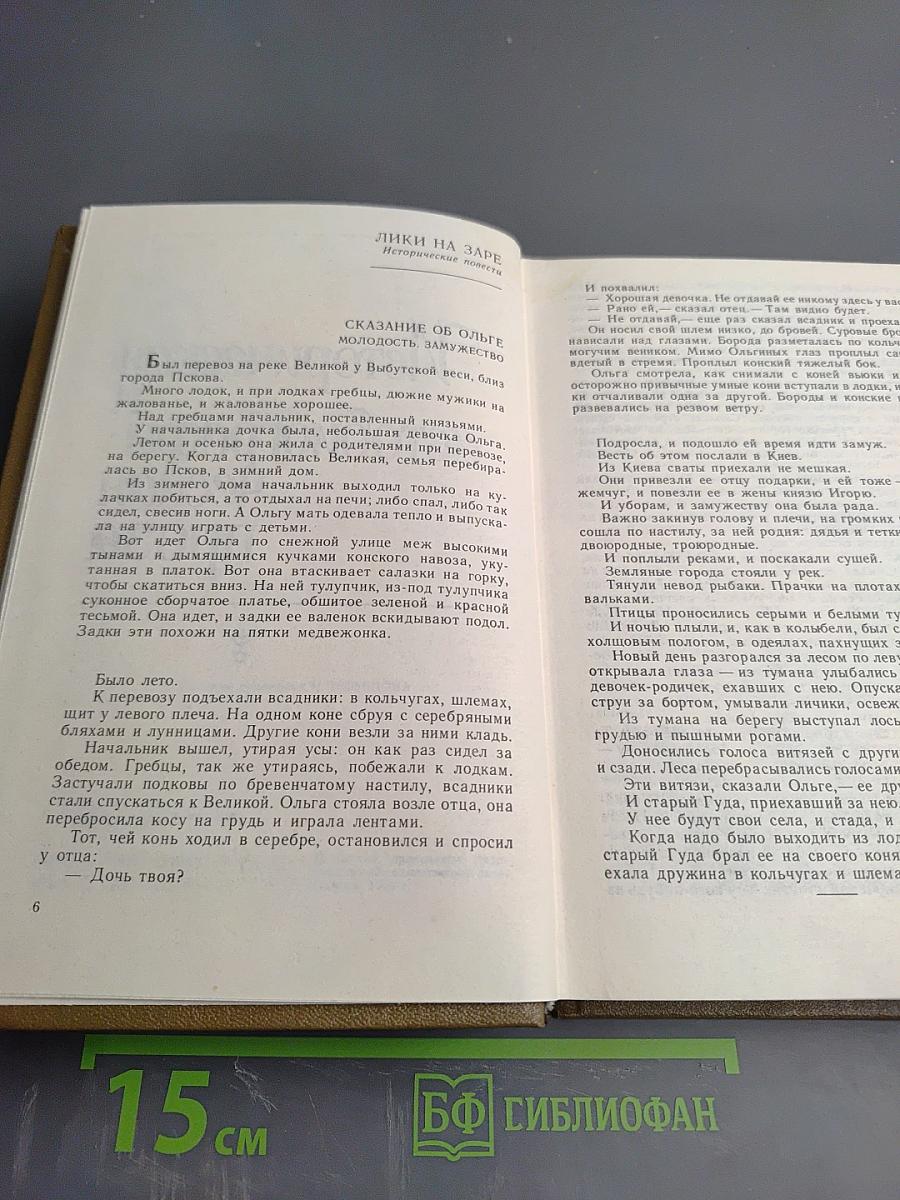 ЛИКИ НА ЗАРЕ
Исторические повести
СКАЗАНИЕ ОБ ОЛЬГЕ
МОЛОДОСТЬ. ЗАМУЖЕСТВО
Был перевоз на реке Великой у Выбутской веси, близ
города Пскова.
Много лодок, и при лодках гребцы, дюжие мужики на
жалованье, и жалованье хорошее.
Над гребцами начальник, поставленный князьями.
У начальника дочка была, небольшая девочка Ольга.
Летом и осенью она жила с родителями при перевозе,
на берегу. Когда становилась Великая, семья перебира-
лась во Псков, в зимний дом.
Из зимнего дома начальник выходил только на ку-
лачках побиться, а то отдыхал на печи; либо спал, либо так
сидел, свесив ноги. А Ольгу мать одевала тепло и выпуска-
ла на улицу играть с детьми.
Вот идет Ольга по снежной улице меж высокими
тынами и дымящимися кучками конского навоза, уку-
танная в платок. Вот она втаскивает салазки на горку,
чтобы скатиться вниз. На ней тулупчик, из-под тулупчика
суконное сборчатое платье, обшитое зеленой и красной
тесьмой. Она идет, и задки ее валенок вскидывают подол.
Задки эти похожи на пятки медвежонка.
Было лето.
К перевозу подъехали всадники: в кольчугах, шлемах,
щит у левого плеча. На одном коне сбруя с серебряными
бляхами и лунницами. Другие кони везли за ними кладь.
Начальник вышел, утирая усы: он как раз сидел за
обедом. Гребцы, так же утираясь, побежали к лодкам.
Застучали подковы по бревенчатому настилу, всадники
стали спускаться к Великой. Ольга стояла возле отца, она
перебросила косу на грудь и играла лентами.
Тот, чей конь ходил в серебре, остановился и спросил
у отца:
— Дочь твоя?
6
И похвалил:
— Хорошая девочка. Не отдавай ее никому здесь у вас
— Рано ей,— сказал отец.— Там видно будет.
— Не отдавай,— еще раз сказал всадник и проеха
Он носил свой шлем низко, до бровей. Суровые бро
нависали над глазами. Борода разметалась по кольч
могучим веником. Мимо Ольгиных глаз проплыл са
вдетый в стремя. Проплыл конский тяжелый бок.
Ольга смотрела, как снимали с коней вьюки и
осторожно привычные умные кони вступали в лодки, и
ки отчаливали одна за другой. Бороды и конские
развевались на резвом ветру.
Подросла, и подошло ей время идти замуж.
Весть об этом послали в Киев.
Из Киева сваты приехали не мешкая.
Они привезли ее отцу подарки, и ей тоже —
жемчуг, и повезли ее в жены князю Игорю.
И уборам, и замужеству она была рада.
Важно закинув голову и плечи, на громких
сошла по настилу, за ней родня: дядья и тетки
двоюродные, троюродные.
И поплыли реками, и поскакали сушей.
Земляные города стояли у рек.
Тянули невод рыбаки. Прачки на плотах
вальками.
Птицы проносились серыми и белыми ту
И ночью плыли, и, как в колыбели, был с
холщовым пологом, в одеялах, пахнущих з
Новый день разгорался за лесом по леву
открывала глаза — из тумана улыбались
девочек-родичек, ехавших с нею. Опуска
струи за бортом, умывали личики, освеж
Из тумана на берегу выступал лось
грудью и пышными рогами.
Доносились голоса витязей с други
и сзади. Леса перебрасывались голосами
Эти витязи, сказали Ольге,— ее др
И старый Гуда, приехавший за нею.
У нее будут свои села, и стада, и
Когда надо было выходить из лод
старый Гуда брал ее на своего коня
ехала дружина в кольчугах и шлема
15 см
БФ БИБЛИОФАН